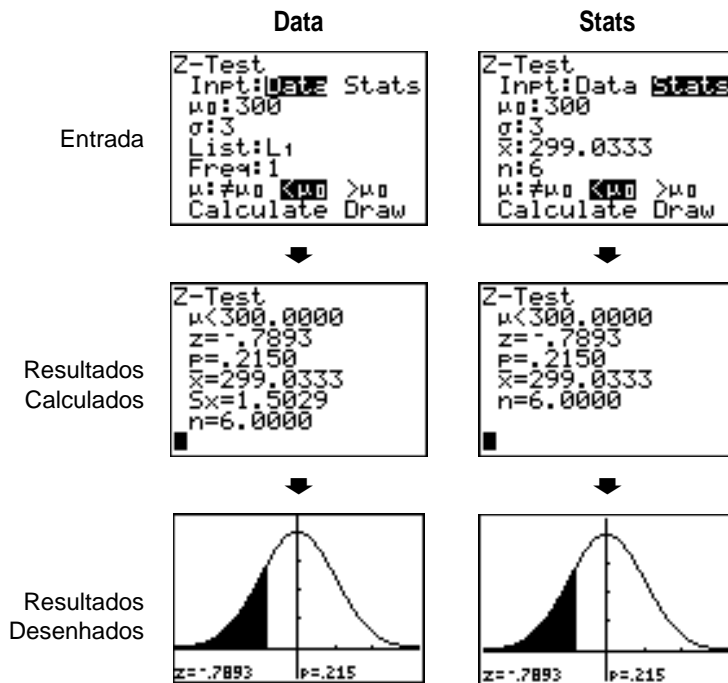 Data
Stats
Entrada
Z-Test
Inpt:Data Stats
μ0:300
σ:3
List:L1
Freq:1
μ:≠μ0 <μ0 >μ0
Calculate Draw
Z-Test
Inpt:Data Stats
μ0:300
σ:3
x̄:299.0333
n:6
μ:≠μ0 <μ0 >μ0
Calculate Draw
Resultados
Calculados
Z-Test
μ<300.0000
z=-.7893
p=.2150
x̄=299.0333
Sx=1.5029
n=6.0000
Z-Test
μ<300.0000
z=-.7893
p=.2150
x̄=299.0333
n=6.0000
Resultados
Desenhados
z=-.7893 p=.215
z=-.7893 p=.215